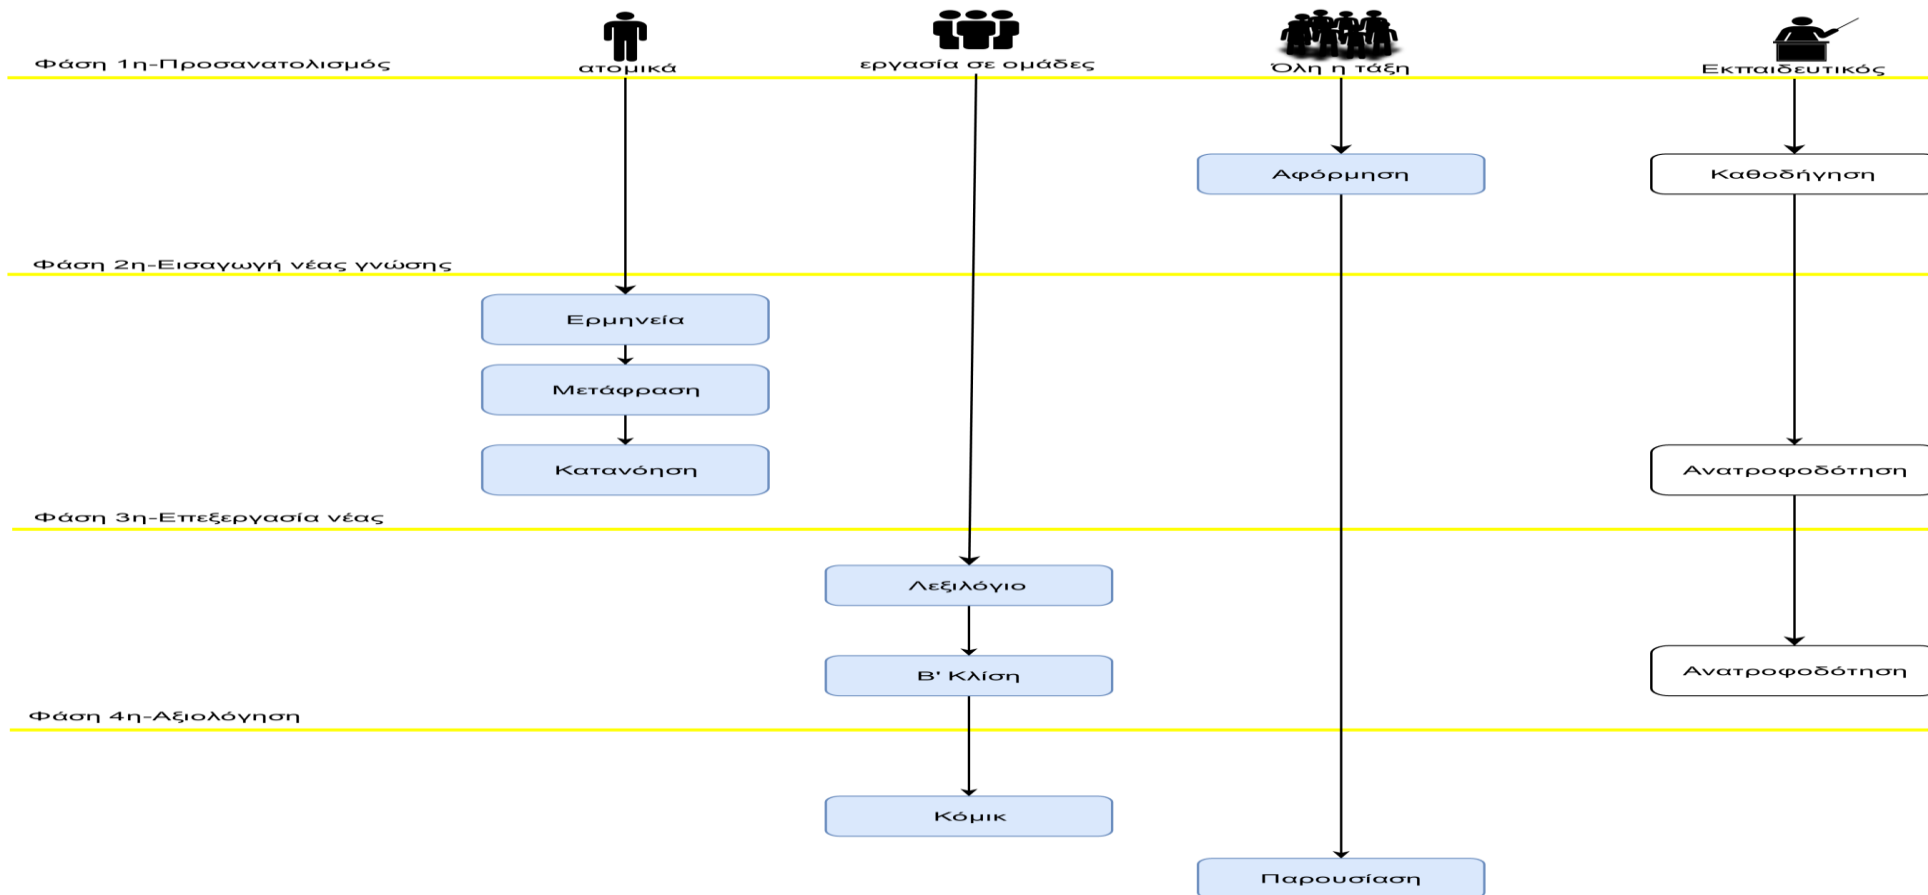 Φάση 1η-Προσανατολισμός
ατομικά
εργασία σε ομάδες
Όλη η τάξη
Εκπαιδευτικός
Αφόρμηση
Καθοδήγηση
Φάση 2η-Εισαγωγή νέας γνώσης
Ερμηνεία
Μετάφραση
Κατανόηση
Ανατροφοδότηση
Φάση 3η-Επεξεργασία νέας
Λεξιλόγιο
Β' Κλίση
Ανατροφοδότηση
Φάση 4η-Αξιολόγηση
Κόμικ
Παρουσίαση